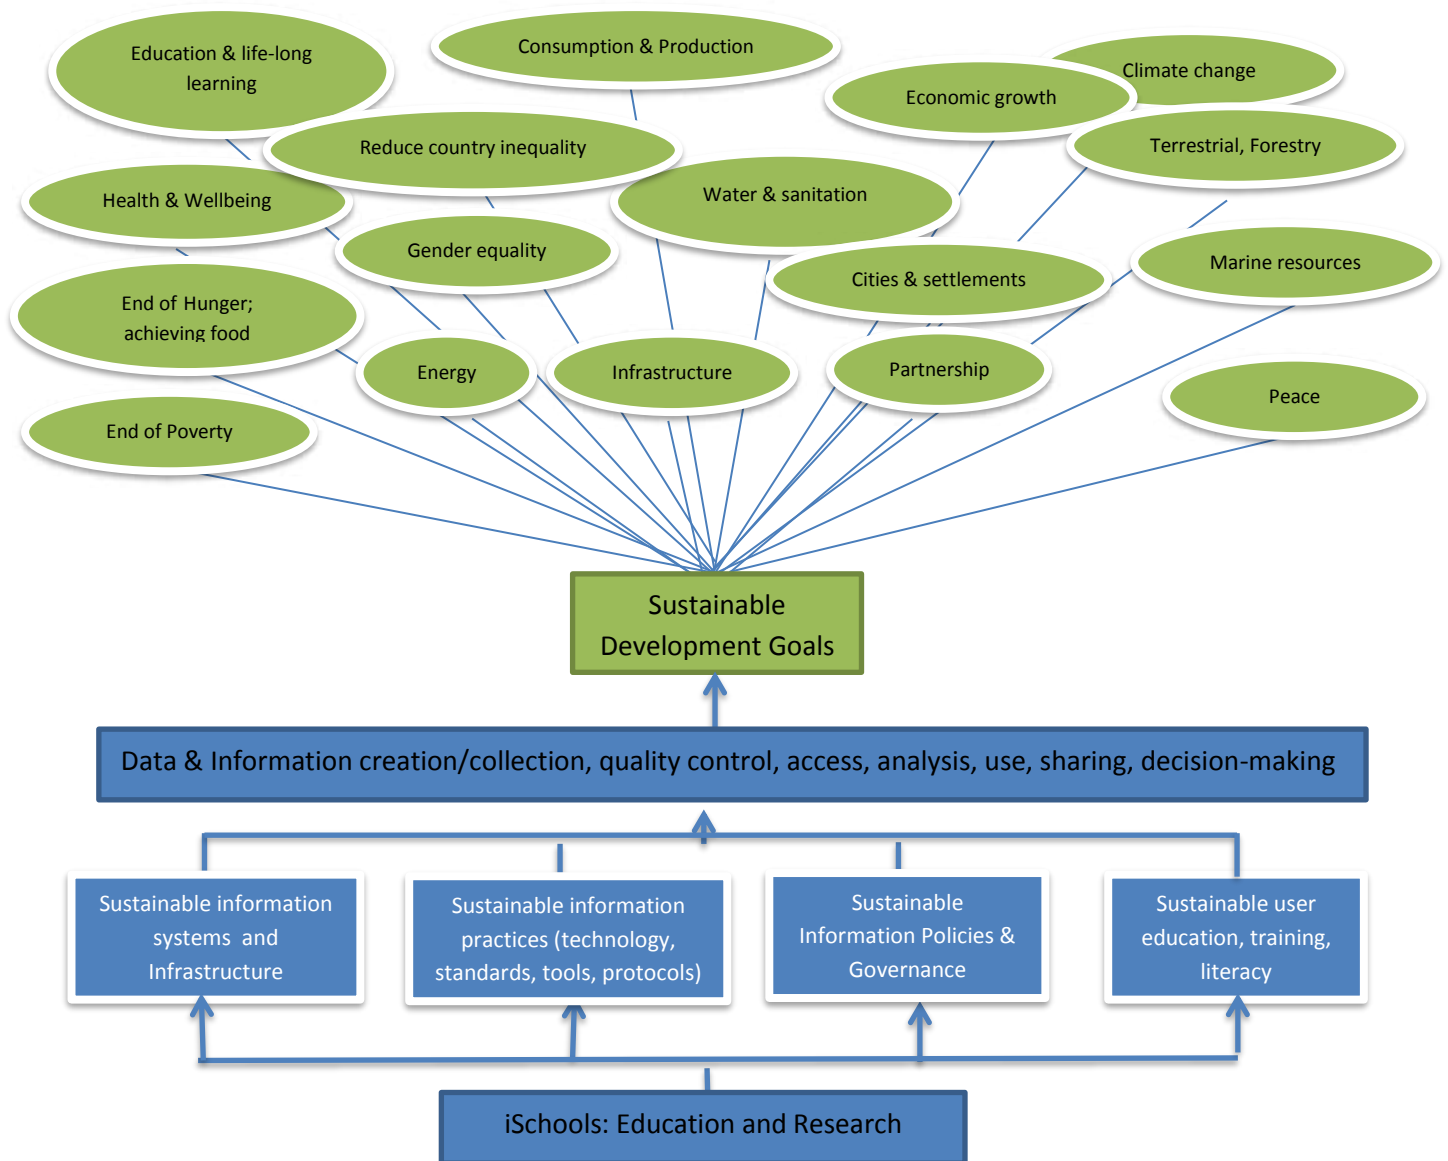 Education & life-long
learning
Consumption & Production
Climate change
Economic growth
Reduce country inequality
Terrestrial, Forestry
Health & Wellbeing
Water & sanitation
Gender equality
Marine resources
Cities & settlements
End of Hunger;
achieving food
Energy
Infrastructure
Partnership
Peace
End of Poverty
Sustainable
Development Goals
Data & Information creation/collection, quality control, access, analysis, use, sharing, decision-making
Sustainable information
systems and
Infrastructure
Sustainable information
practices (technology,
standards, tools, protocols)
Sustainable
Information Policies &
Governance
Sustainable user
education, training,
literacy
iSchools: Education and Research